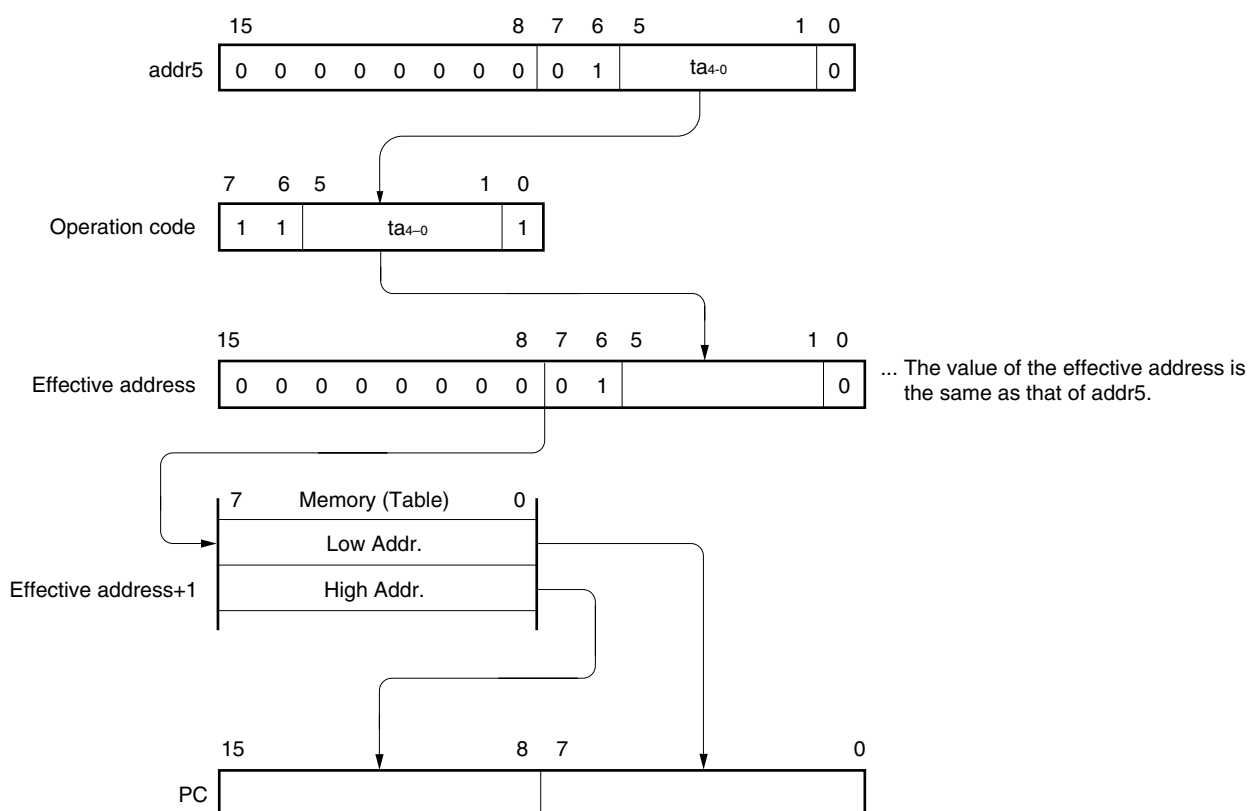 15 8 7 6 5 1 0
addr5 0 0 0 0 0 0 0 0 0 1 ta4-0 0
7 6 5 1 0
Operation code 1 1 ta4–0 1
15 8 7 6 5 1 0
Effective address 0 0 0 0 0 0 0 0 0 1 0 ... The value of the effective address is
the same as that of addr5.
7 Memory (Table) 0
Low Addr.
Effective address+1 High Addr.
15 8 7 0
PC